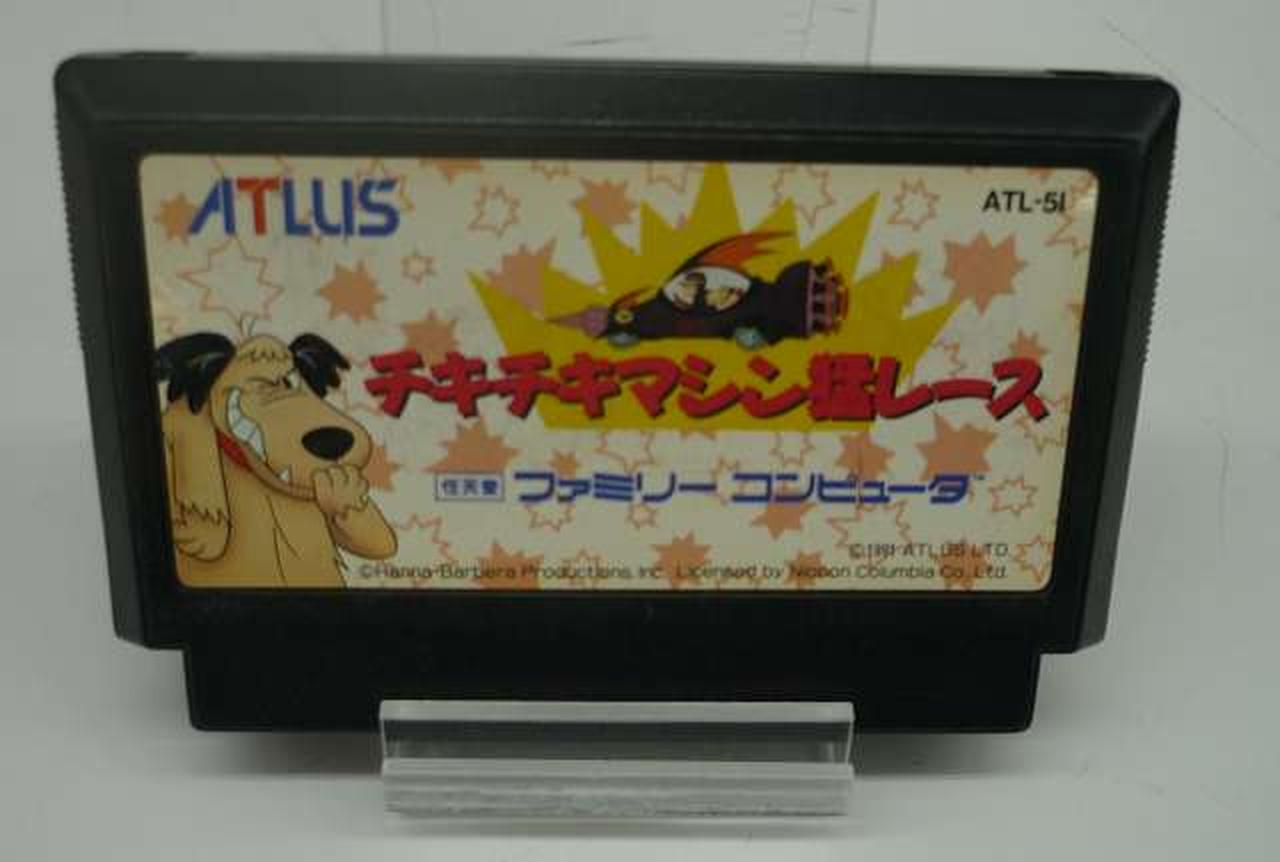 ATLUS
ATL-51
チキチキマシン猛レース
任天堂 ファミリー コンピュータ™
©1991 ATLUS LTD.
©Hanna-Barbera Productions, Inc. Licensed by Nippon Columbia Co., Ltd.